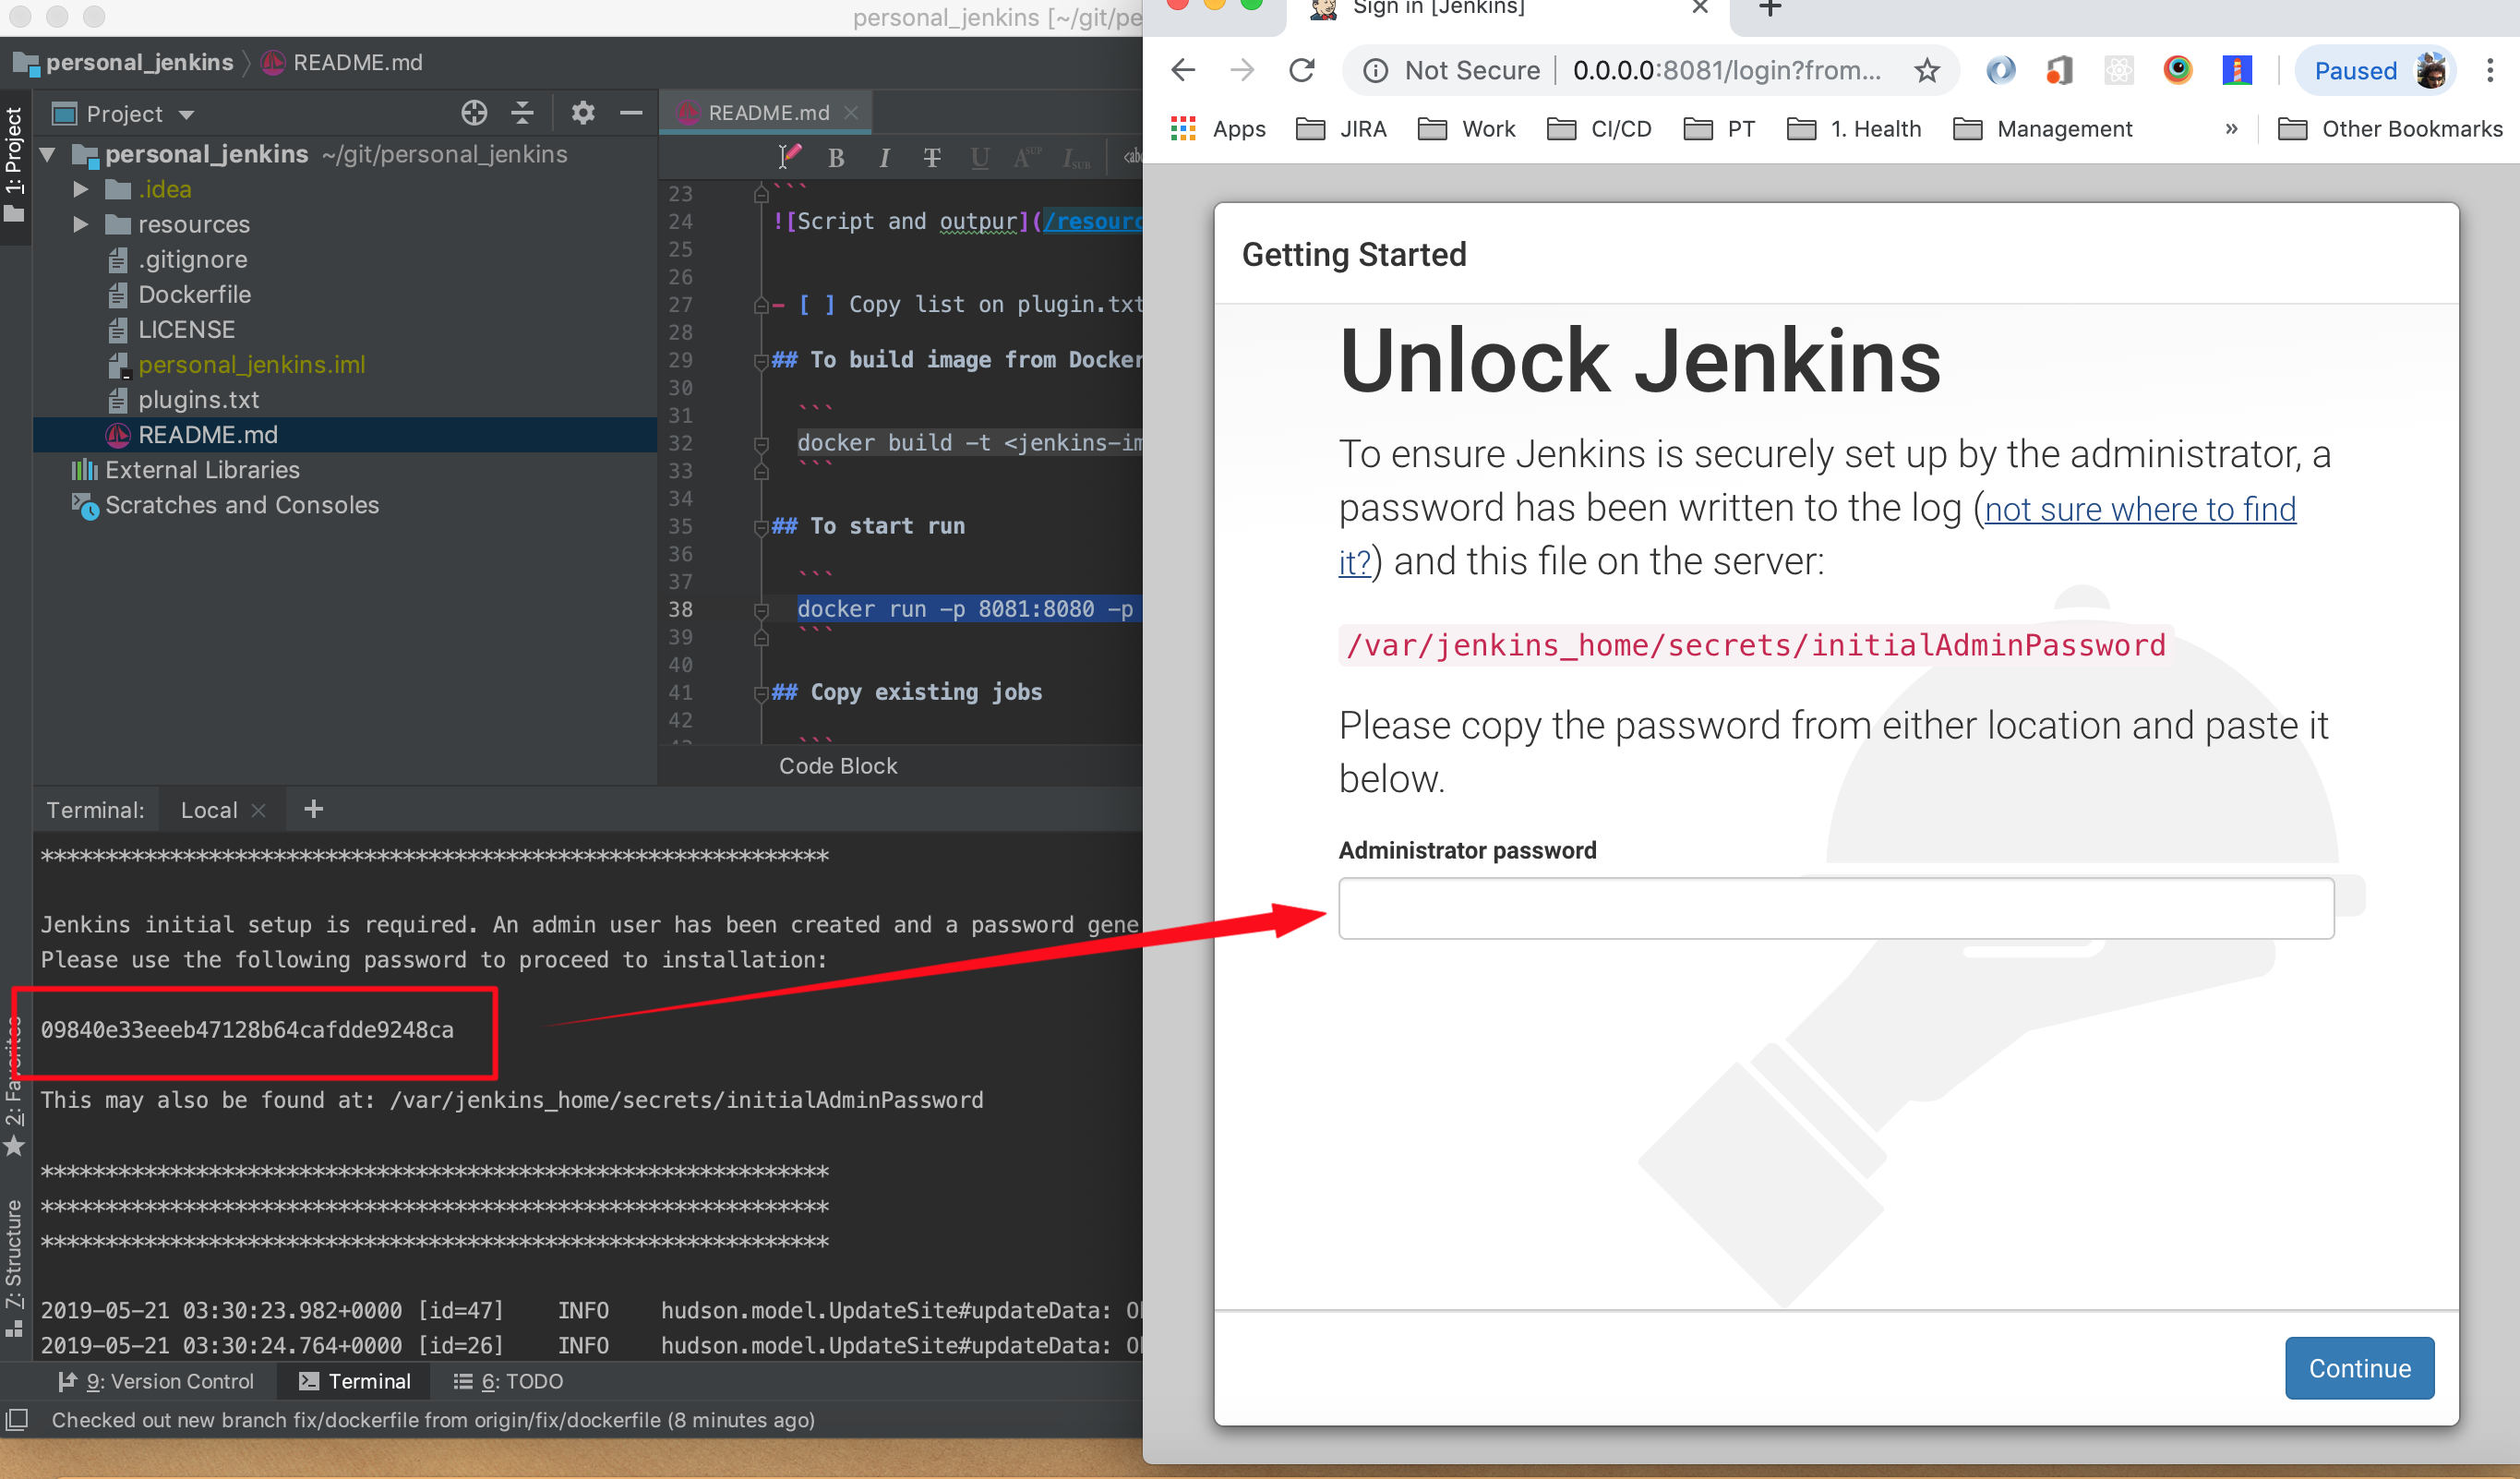 personal_jenkins [~/git/pe
personal_jenkins
README.md
1: Project
Project
README.md
personal_jenkins ~/git/personal_jenkins
.idea
resources
.gitignore
Dockerfile
LICENSE
personal_jenkins.iml
plugins.txt
README.md
External Libraries
Scratches and Consoles
B I T U A SUP I SUB <abc
23 ```
24 ![Script and outpur](/resourc
25
26
27 - [ ] Copy list on plugin.txt
28
29 ## To build image from Docker
30
31 ```
32 docker build -t <jenkins-im
33 ```
34
35 ## To start run
36
37 ```
38 docker run -p 8081:8080 -p
39 ```
40
41 ## Copy existing jobs
42
43 ```
Code Block
Terminal: Local +
*************************************************************
Jenkins initial setup is required. An admin user has been created and a password gene
Please use the following password to proceed to installation:
09840e33eeeb47128b64cafdde9248ca
This may also be found at: /var/jenkins_home/secrets/initialAdminPassword
*************************************************************
*************************************************************
*************************************************************
2019-05-21 03:30:23.982+0000 [id=47] INFO hudson.model.UpdateSite#updateData: O
2019-05-21 03:30:24.764+0000 [id=26] INFO hudson.model.UpdateSite#updateData: O
2: Favorites
7: Structure
9: Version Control
Terminal
6: TODO
Checked out new branch fix/dockerfile from origin/fix/dockerfile (8 minutes ago)
Sign in [Jenkins]
Not Secure | 0.0.0.0:8081/login?from...
Paused
Apps JIRA Work CI/CD PT 1. Health Management » Other Bookmarks
Getting Started
Unlock Jenkins
To ensure Jenkins is securely set up by the administrator, a
password has been written to the log (not sure where to find
it?) and this file on the server:
/var/jenkins_home/secrets/initialAdminPassword
Please copy the password from either location and paste it
below.
Administrator password
Continue